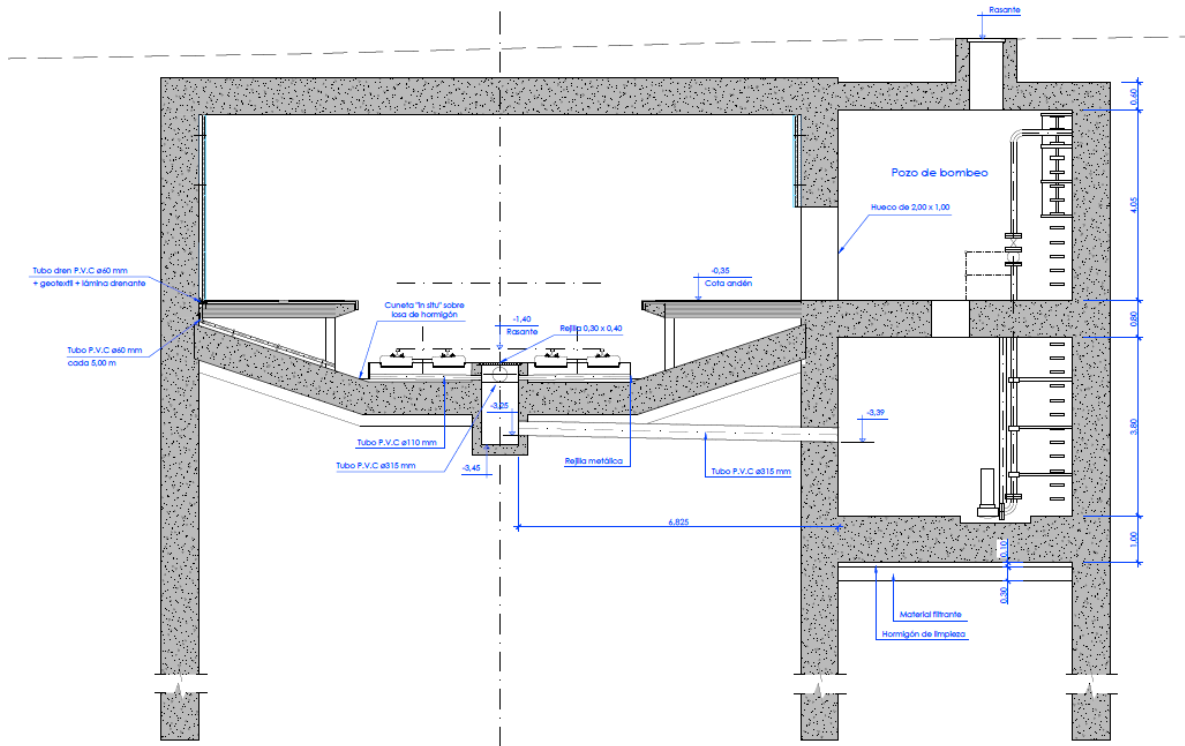 Rasante
0,60
Pozo de bombeo
4,05
Hueco de 2,00 x 1,00
Tubo dren P.V.C ø60 mm
+ geotextil + lámina drenante
-0,35
Cota andén
Cuneta "in situ" sobre
losa de hormigón
-1,40
Rasante
Rejilla 0,30 x 0,40
0,80
Tubo P.V.C ø60 mm
cada 5,00 m
-3,25
-3,39
3,80
Tubo P.V.C ø110 mm
Tubo P.V.C ø315 mm
-3,45
Rejilla metálica
Tubo P.V.C ø315 mm
6.825
1,00
0,10
0,30
Material filtrante
Hormigón de limpieza